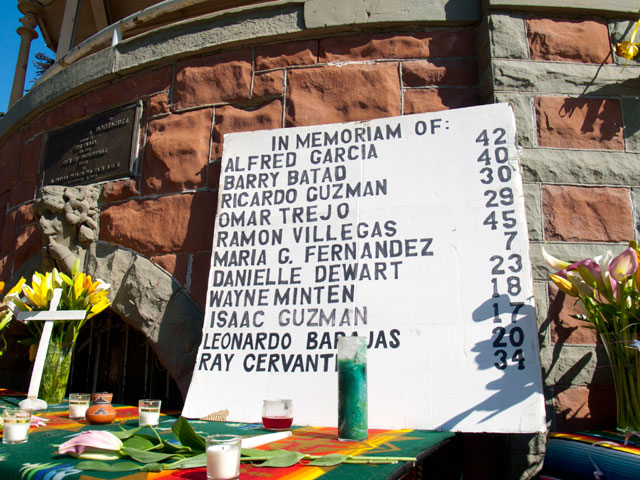 IN MEMORIAM OF:
ALFRED GARCIA 42
BARRY BATAD 40
RICARDO GUZMAN 30
OMAR TREJO 29
RAMON VILLEGAS 45
MARIA G. FERNANDEZ 7
DANIELLE DEWART 23
WAYNE MINTEN 18
ISAAC GUZMAN 17
LEONARDO BARAJAS 20
RAY CERVANT 34